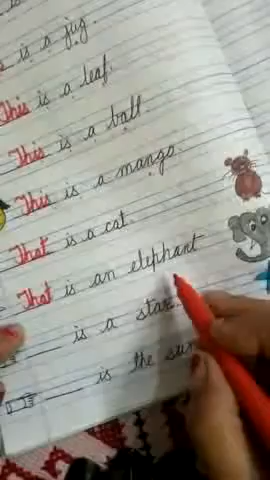 is a jug.
This is a leaf.
This is a ball.
This is a mango.
That is a cat.
That is an elephant
is a star.
is the sun